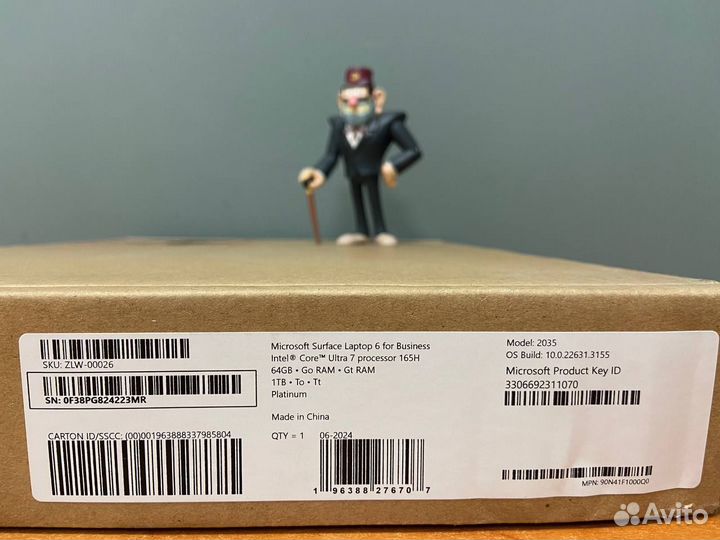 SKU: ZLW-00026
SN: 0F38PG824223MR
CARTON ID/SSCC: (00)001963888337985804
Microsoft Surface Laptop 6 for Business
Intel® Core™ Ultra 7 processor 165H
64GB • Go RAM • Gt RAM
1TB • To • Tt
Platinum
Made in China
QTY = 1 06-2024
1 96388 27670 7
Model: 2035
OS Build: 10.0.22631.3155
Microsoft Product Key ID
3306692311070
MPN: 90N41F1000Q0
Avito